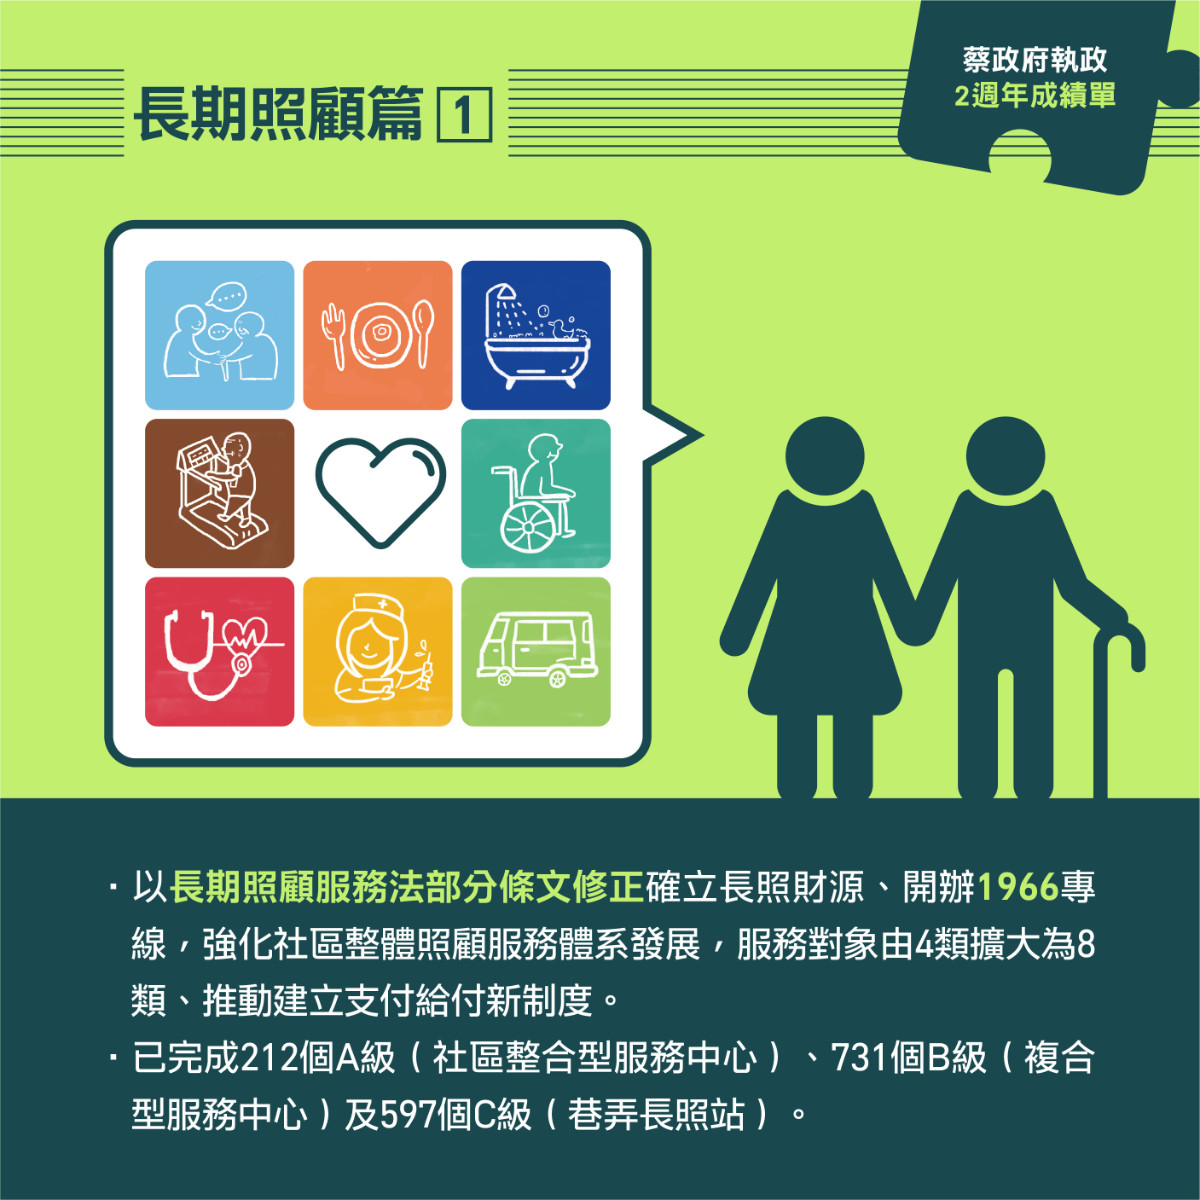 蔡政府執政
2週年成績單
長期照顧篇 1
・以長期照顧服務法部分條文修正確立長照財源、開辦1966專
線，強化社區整體照顧服務體系發展，服務對象由4類擴大為8
類、推動建立支付給付新制度。
・已完成212個A級（社區整合型服務中心）、731個B級（複合
型服務中心）及597個C級（巷弄長照站）。